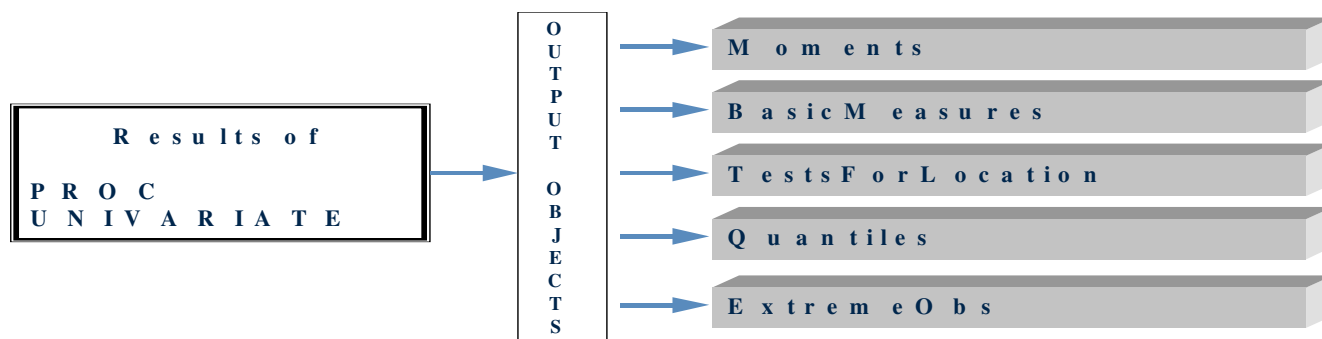 Results of
PROC
UNIVARIATE
OUTPUT OBJECTS
Moments
BasicMeasures
TestsForLocation
Quantiles
ExtremeObs